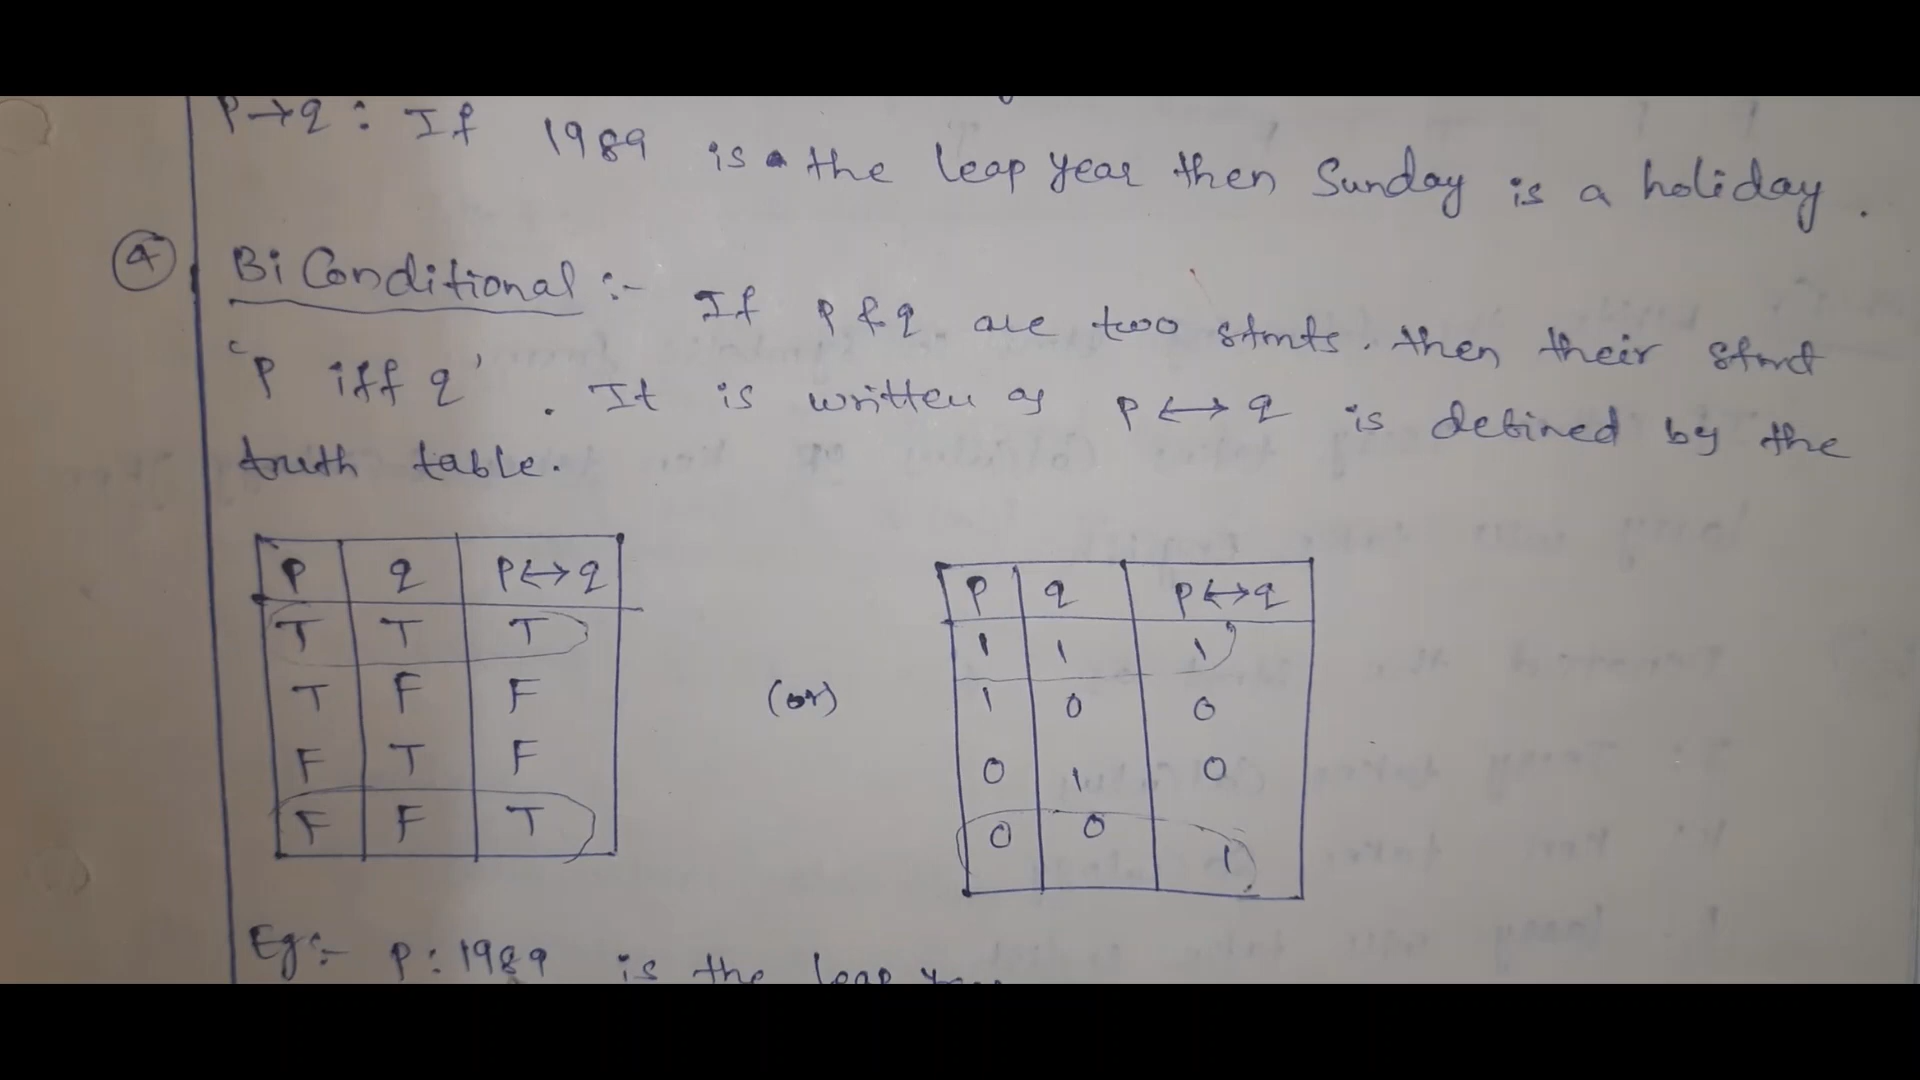 P→q : If 1989 is the leap year then Sunday is a holiday.
4 Bi Conditional :- If P & q are two stmts. then their stmt
'P iff q'. It is written as P ↔ q is defined by the
truth table.
P q P↔q
T T T
T F F
F T F
F F T
(or)
P q P↔q
1 1 1
1 0 0
0 1 0
0 0 1
Eg:- P : 1989 is the leap